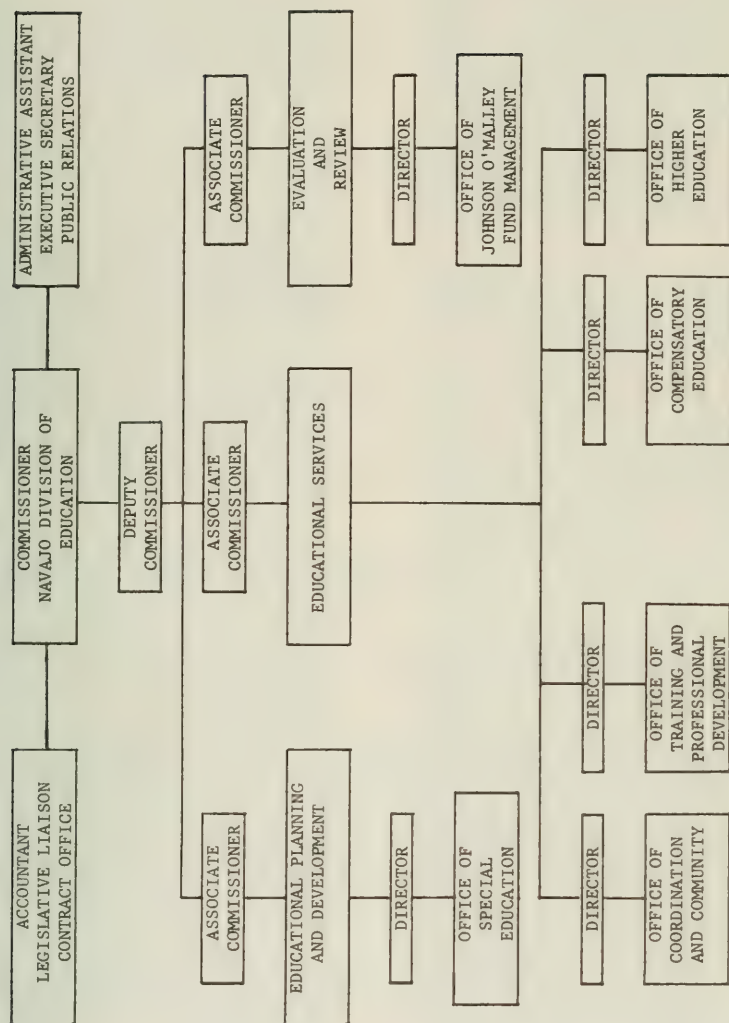 ACCOUNTANT
LEGISLATIVE LIAISON
CONTRACT OFFICE
COMMISSIONER
NAVAJO DIVISION OF
EDUCATION
ADMINISTRATIVE ASSISTANT
EXECUTIVE SECRETARY
PUBLIC RELATIONS
DEPUTY
COMMISSIONER
ASSOCIATE
COMMISSIONER
ASSOCIATE
COMMISSIONER
ASSOCIATE
COMMISSIONER
EDUCATIONAL PLANNING
AND DEVELOPMENT
EDUCATIONAL SERVICES
EVALUATION
AND
REVIEW
DIRECTOR
DIRECTOR
OFFICE OF
SPECIAL
EDUCATION
OFFICE OF
JOHNSON O'MALLEY
FUND MANAGEMENT
DIRECTOR
DIRECTOR
DIRECTOR
DIRECTOR
OFFICE OF
COORDINATION
AND COMMUNITY
OFFICE OF
TRAINING AND
PROFESSIONAL
DEVELOPMENT
OFFICE OF
COMPENSATORY
EDUCATION
OFFICE OF
HIGHER
EDUCATION